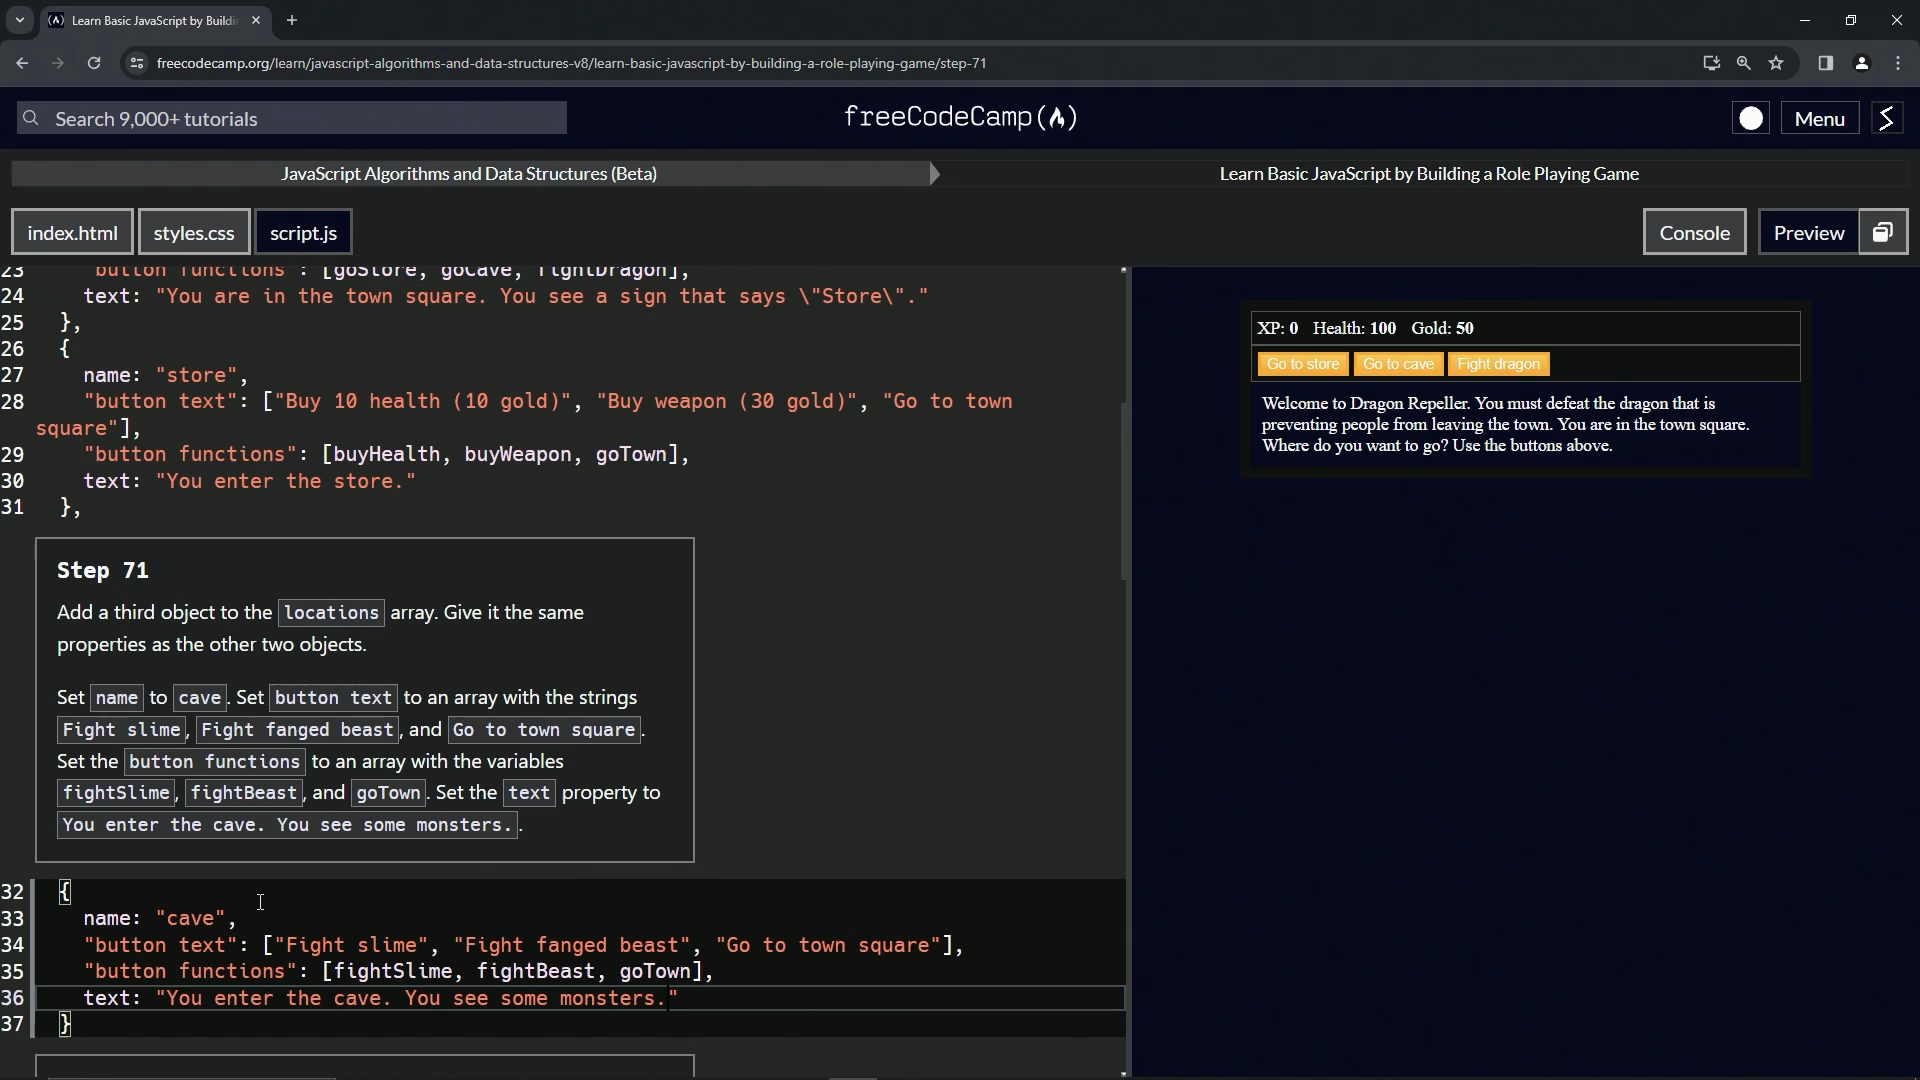 Learn Basic JavaScript by Buildi
freecodecamp.org/learn/javascript-algorithms-and-data-structures-v8/learn-basic-javascript-by-building-a-role-playing-game/step-71
Search 9,000+ tutorials
freeCodeCamp(🔥)
Menu
JavaScript Algorithms and Data Structures (Beta)
Learn Basic JavaScript by Building a Role Playing Game
index.html
styles.css
script.js
Console
Preview
23 "button functions": [goStore, goCave, fightDragon],
24 text: "You are in the town square. You see a sign that says \"Store\"."
25 },
26 {
27 name: "store",
28 "button text": ["Buy 10 health (10 gold)", "Buy weapon (30 gold)", "Go to town
square"],
29 "button functions": [buyHealth, buyWeapon, goTown],
30 text: "You enter the store."
31 },
Step 71
Add a third object to the locations array. Give it the same
properties as the other two objects.
Set name to cave. Set button text to an array with the strings
Fight slime, Fight fanged beast, and Go to town square.
Set the button functions to an array with the variables
fightSlime, fightBeast, and goTown. Set the text property to
You enter the cave. You see some monsters..
32 {
33 name: "cave",
34 "button text": ["Fight slime", "Fight fanged beast", "Go to town square"],
35 "button functions": [fightSlime, fightBeast, goTown],
36 text: "You enter the cave. You see some monsters."
37 }
XP: 0 Health: 100 Gold: 50
Go to store Go to cave Fight dragon
Welcome to Dragon Repeller. You must defeat the dragon that is
preventing people from leaving the town. You are in the town square.
Where do you want to go? Use the buttons above.